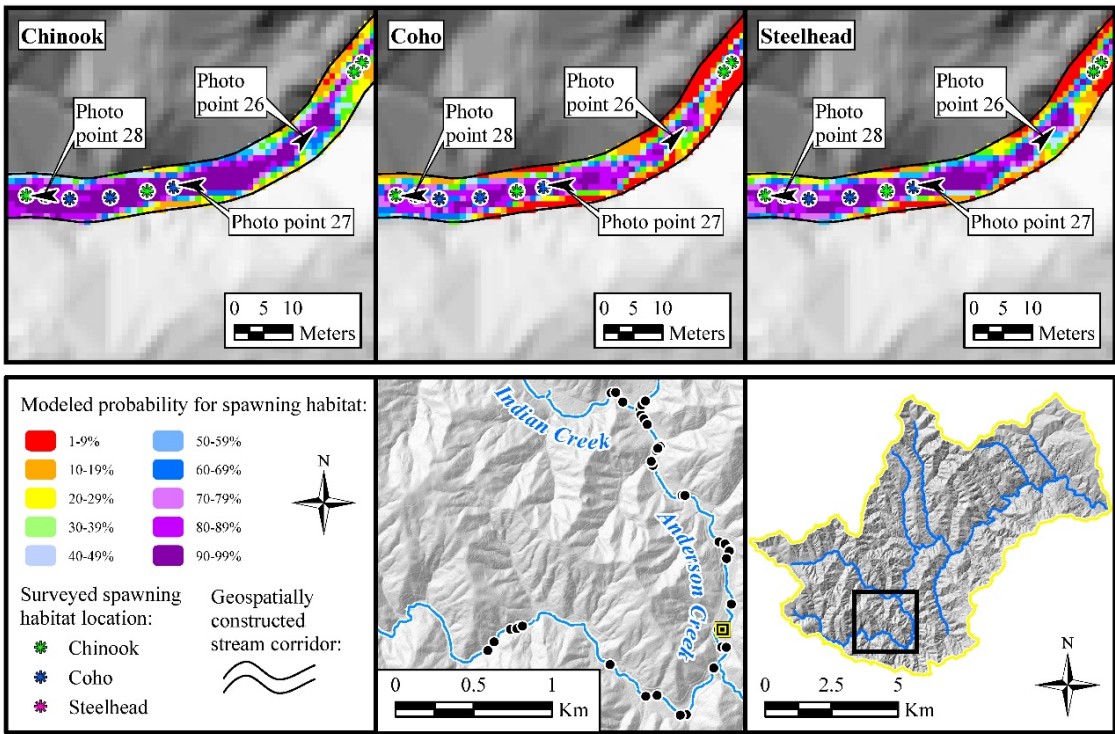 Chinook
Photo
point 26
Photo
point 28
Photo point 27
0 5 10
Meters
Coho
Photo
point 26
Photo
point 28
Photo point 27
0 5 10
Meters
Steelhead
Photo
point 26
Photo
point 28
Photo point 27
0 5 10
Meters
Modeled probability for spawning habitat:
1-9%
10-19%
20-29%
30-39%
40-49%
50-59%
60-69%
70-79%
80-89%
90-99%
N
Surveyed spawning
habitat location:
Chinook
Coho
Steelhead
Geospatially
constructed
stream corridor:
Indian Creek
Anderson Creek
0 0.5 1
Km
0 2.5 5
Km
N